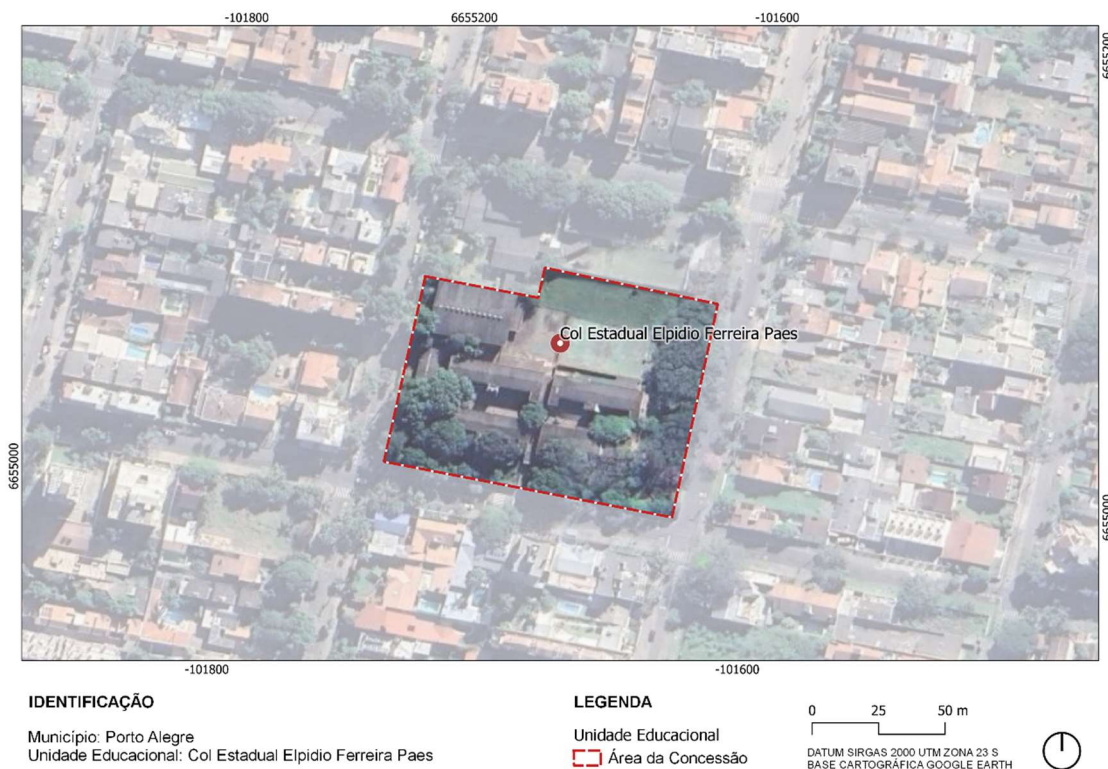 -101800
6655200
-101600
6655200
Col Estadual Elpidio Ferreira Paes
6655000
6655000
-101800
-101600
IDENTIFICAÇÃO
Município: Porto Alegre
Unidade Educacional: Col Estadual Elpidio Ferreira Paes
LEGENDA
Unidade Educacional
Área da Concessão
0 25 50 m
DATUM SIRGAS 2000 UTM ZONA 23 S
BASE CARTOGRÁFICA GOOGLE EARTH